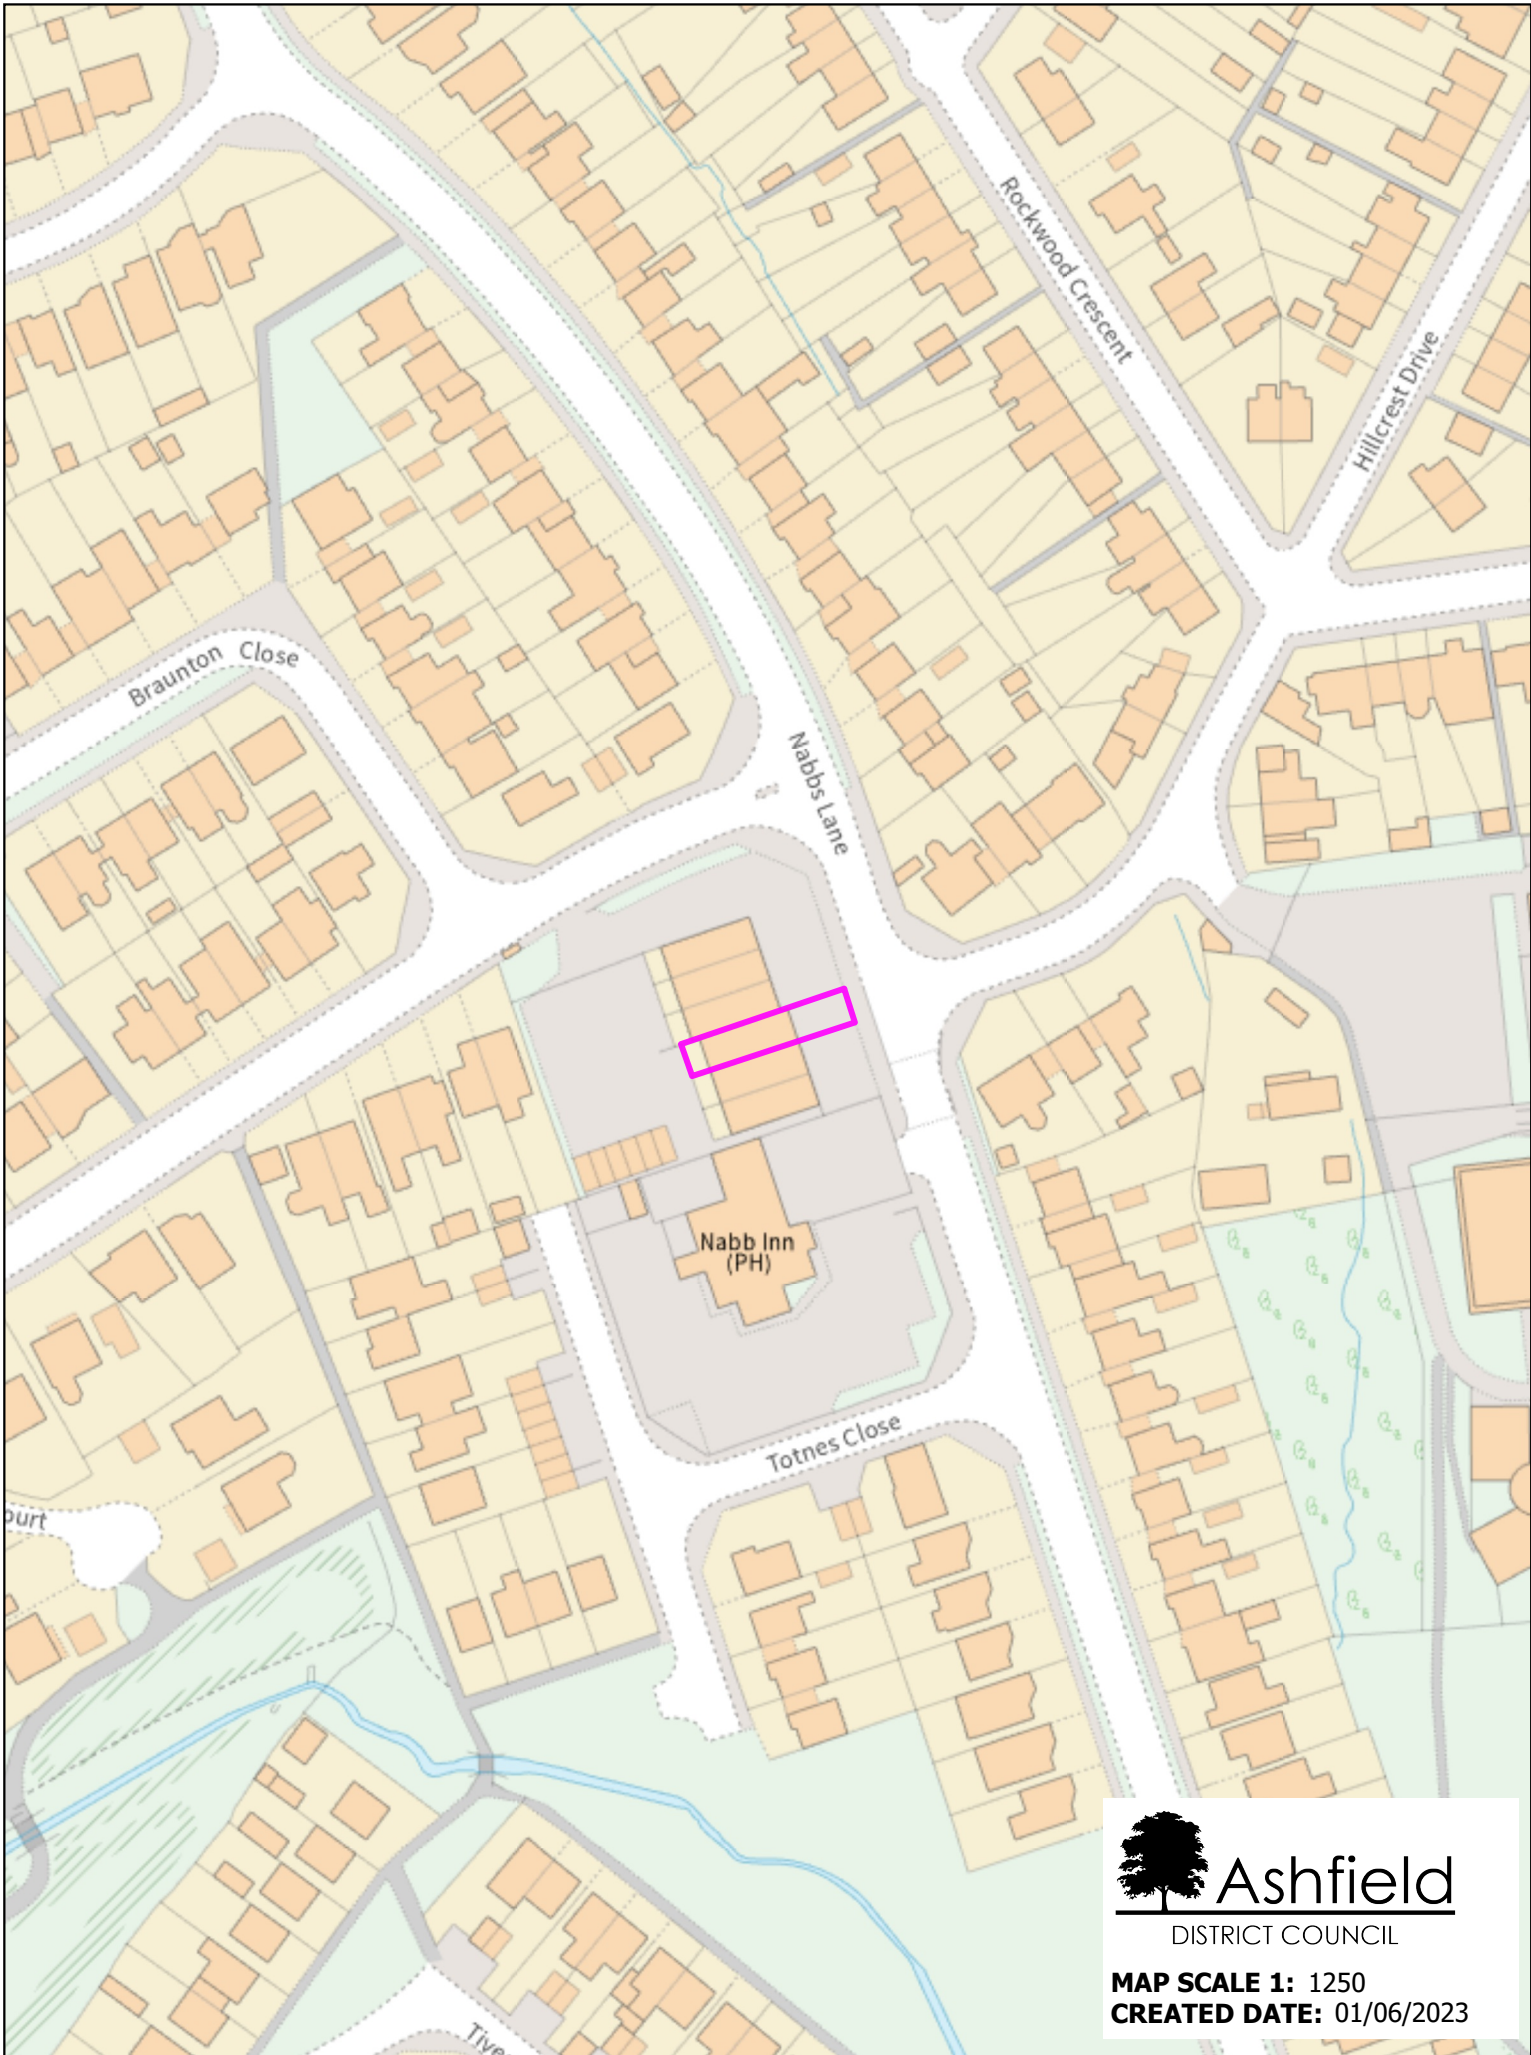 Rockwood Crescent
Hillcrest Drive
Braunton Close
Nabbs Lane
Nabb Inn
(PH)
Totnes Close
ourt
Tive
Ashfield
DISTRICT COUNCIL
MAP SCALE 1: 1250
CREATED DATE: 01/06/2023